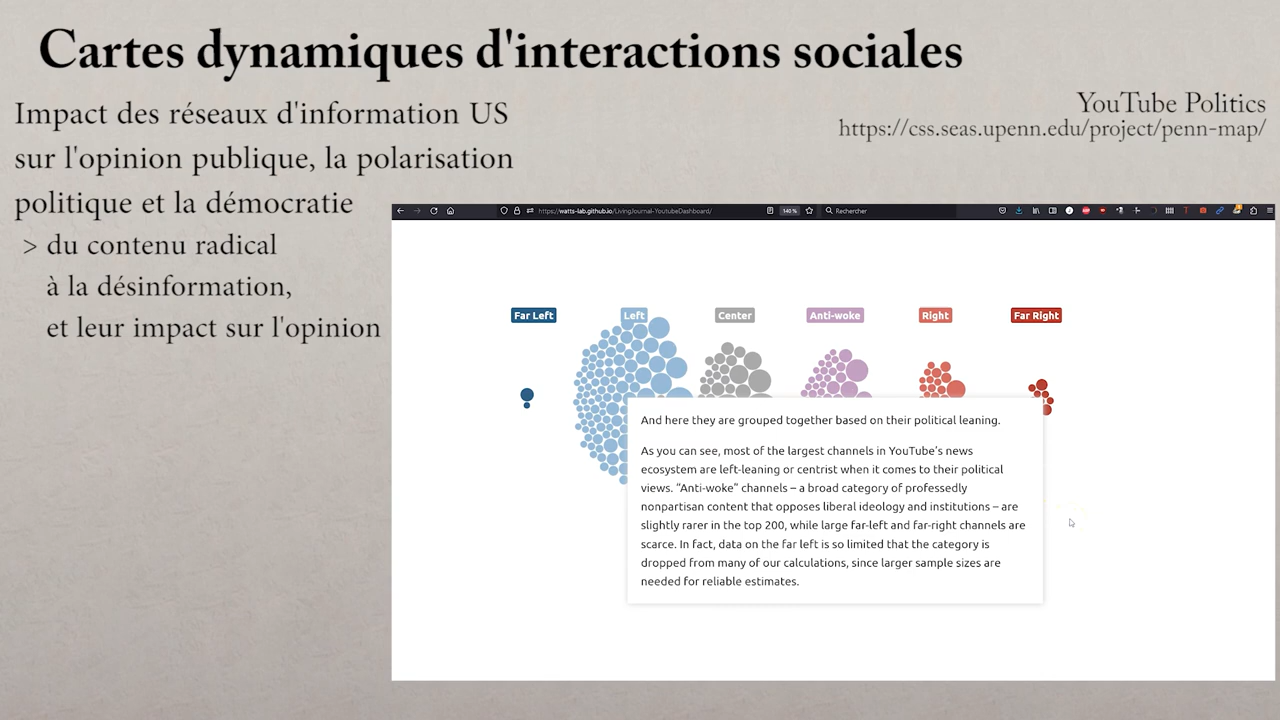 Cartes dynamiques d'interactions sociales
Impact des réseaux d'information US
sur l'opinion publique, la polarisation
politique et la démocratie
> du contenu radical
à la désinformation,
et leur impact sur l'opinion
YouTube Politics
https://css.seas.upenn.edu/project/penn-map/
https://watts-lab.github.io/LivingJournal-YoutubeDashboard/
140 %
Rechercher
Far Left
Left
Center
Anti-woke
Right
Far Right
And here they are grouped together based on their political leaning.
As you can see, most of the largest channels in YouTube's news
ecosystem are left-leaning or centrist when it comes to their political
views. "Anti-woke" channels – a broad category of professedly
nonpartisan content that opposes liberal ideology and institutions – are
slightly rarer in the top 200, while large far-left and far-right channels are
scarce. In fact, data on the far left is so limited that the category is
dropped from many of our calculations, since larger sample sizes are
needed for reliable estimates.